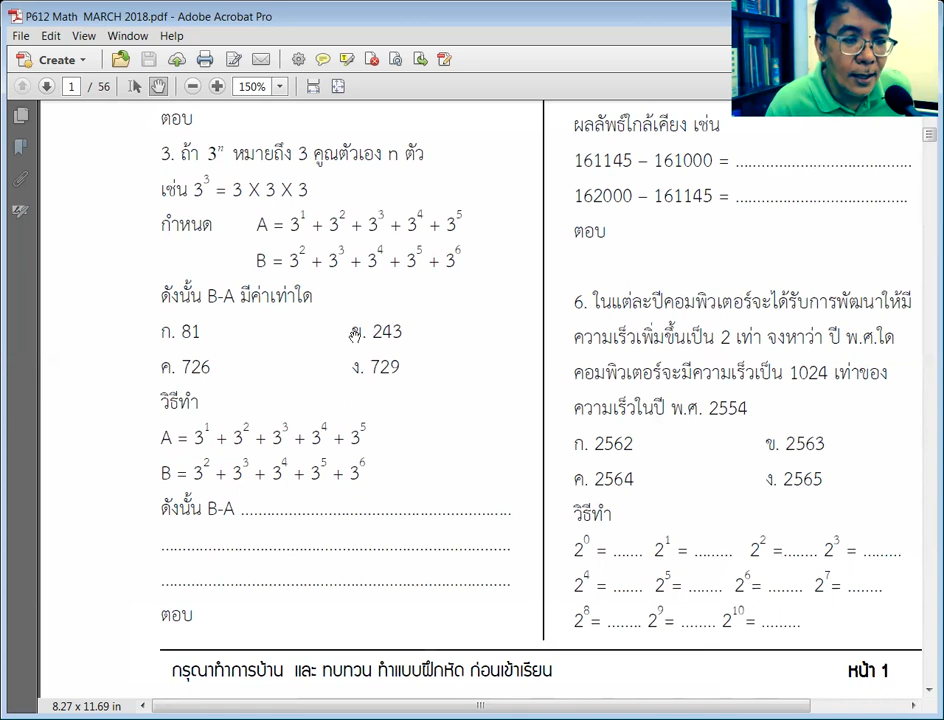 P612 Math MARCH 2018.pdf - Adobe Acrobat Pro
File Edit View Window Help
Create
1 / 56 150%
ตอบ
3. ถ้า 3ⁿ หมายถึง 3 คูณตัวเอง n ตัว
เช่น 3³ = 3 X 3 X 3
กำหนด A = 3¹ + 3² + 3³ + 3⁴ + 3⁵
B = 3² + 3³ + 3⁴ + 3⁵ + 3⁶
ดังนั้น B-A มีค่าเท่าใด
ก. 81 ข. 243
ค. 726 ง. 729
วิธีทำ
A = 3¹ + 3² + 3³ + 3⁴ + 3⁵
B = 3² + 3³ + 3⁴ + 3⁵ + 3⁶
ดังนั้น B-A ................................................................
................................................................................
................................................................................
ตอบ
ผลลัพธ์ใกล้เคียง เช่น
161145 – 161000 = ..........................................
162000 – 161145 = .........................................
ตอบ
6. ในแต่ละปีคอมพิวเตอร์จะได้รับการพัฒนาให้มี
ความเร็วเพิ่มขึ้นเป็น 2 เท่า จงหาว่า ปี พ.ศ.ใด
คอมพิวเตอร์จะมีความเร็วเป็น 1024 เท่าของ
ความเร็วในปี พ.ศ. 2554
ก. 2562 ข. 2563
ค. 2564 ง. 2565
วิธีทำ
2⁰ = ....... 2¹ = ......... 2² =........ 2³ = .........
2⁴ = ....... 2⁵= ........ 2⁶= ........ 2⁷= ........
2⁸= ........ 2⁹= ........ 2¹⁰= .........
กรุณาทำการบ้าน และ ทบทวน ทำแบบฝึกหัด ก่อนเข้าเรียน หน้า 1
8.27 x 11.69 in